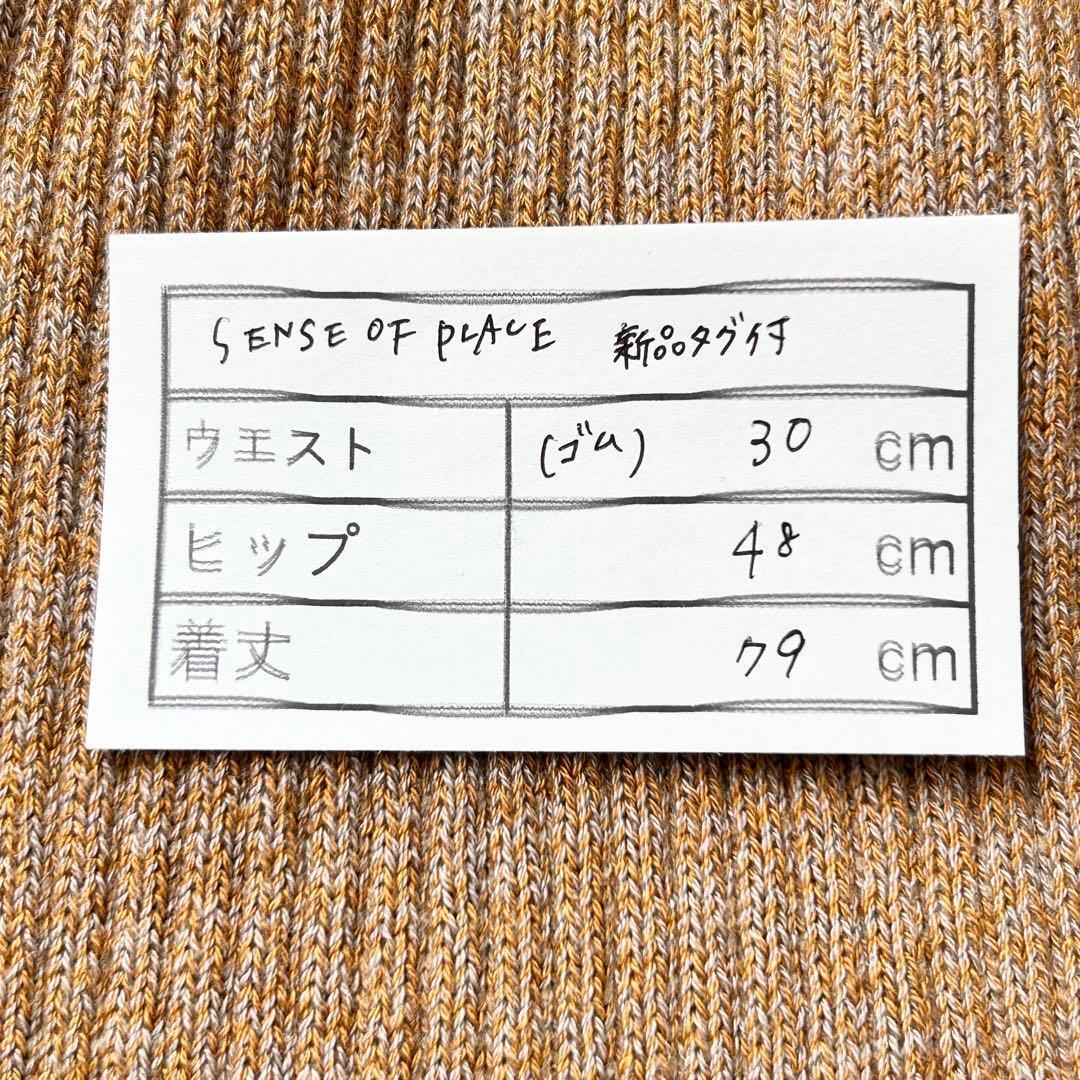 SENSE OF PLACE 新品タグ付
ウエスト (ゴム) 30 cm
ヒップ 48 cm
着丈 79 cm